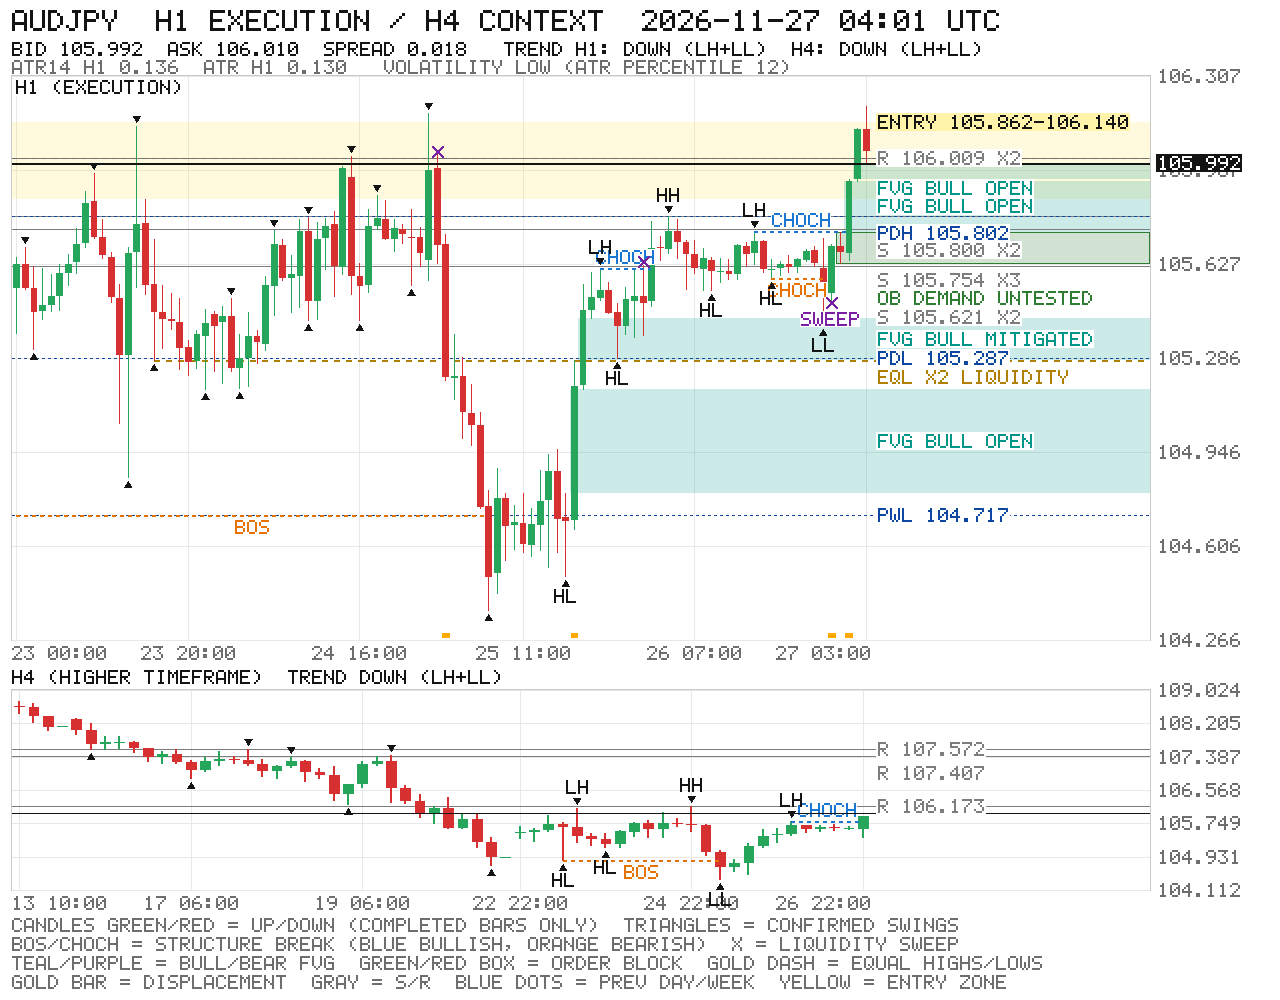 AUDJPY  H1 EXECUTION / H4 CONTEXT  2026-11-27 04:01 UTC
BID 105.992  ASK 106.010  SPREAD 0.018   TREND H1: DOWN (LH+LL)  H4: DOWN (LH+LL)
ATR14 H1 0.136  ATR H1 0.130   VOLATILITY LOW (ATR PERCENTILE 12)
H1 (EXECUTION)
106.307
ENTRY 105.862-106.140
R 106.009 X2
105.992
FVG BULL OPEN
HH
FVG BULL OPEN
LH
CHOCH
PDH 105.802
LH
CHOCH
S 105.800 X2
105.627
S 105.754 X3
HL
CHOCH
OB DEMAND UNTESTED
HL
SWEEP
S 105.621 X2
FVG BULL MITIGATED
LL
PDL 105.287
105.286
HL
EQL X2 LIQUIDITY
FVG BULL OPEN
104.946
PWL 104.717
BOS
104.606
HL
104.266
23 00:00
23 20:00
24 16:00
25 11:00
26 07:00
27 03:00
H4 (HIGHER TIMEFRAME)  TREND DOWN (LH+LL)
109.024
108.205
R 107.572
107.387
R 107.407
106.568
LH
HH
LH
R 106.173
CHOCH
105.749
HL
BOS
104.931
HL
104.112
LL
13 10:00
17 06:00
19 06:00
22 22:00
24 22:00
26 22:00
CANDLES GREEN/RED = UP/DOWN (COMPLETED BARS ONLY)  TRIANGLES = CONFIRMED SWINGS
BOS/CHOCH = STRUCTURE BREAK (BLUE BULLISH, ORANGE BEARISH)  X = LIQUIDITY SWEEP
TEAL/PURPLE = BULL/BEAR FVG  GREEN/RED BOX = ORDER BLOCK  GOLD DASH = EQUAL HIGHS/LOWS
GOLD BAR = DISPLACEMENT  GRAY = S/R  BLUE DOTS = PREV DAY/WEEK  YELLOW = ENTRY ZONE